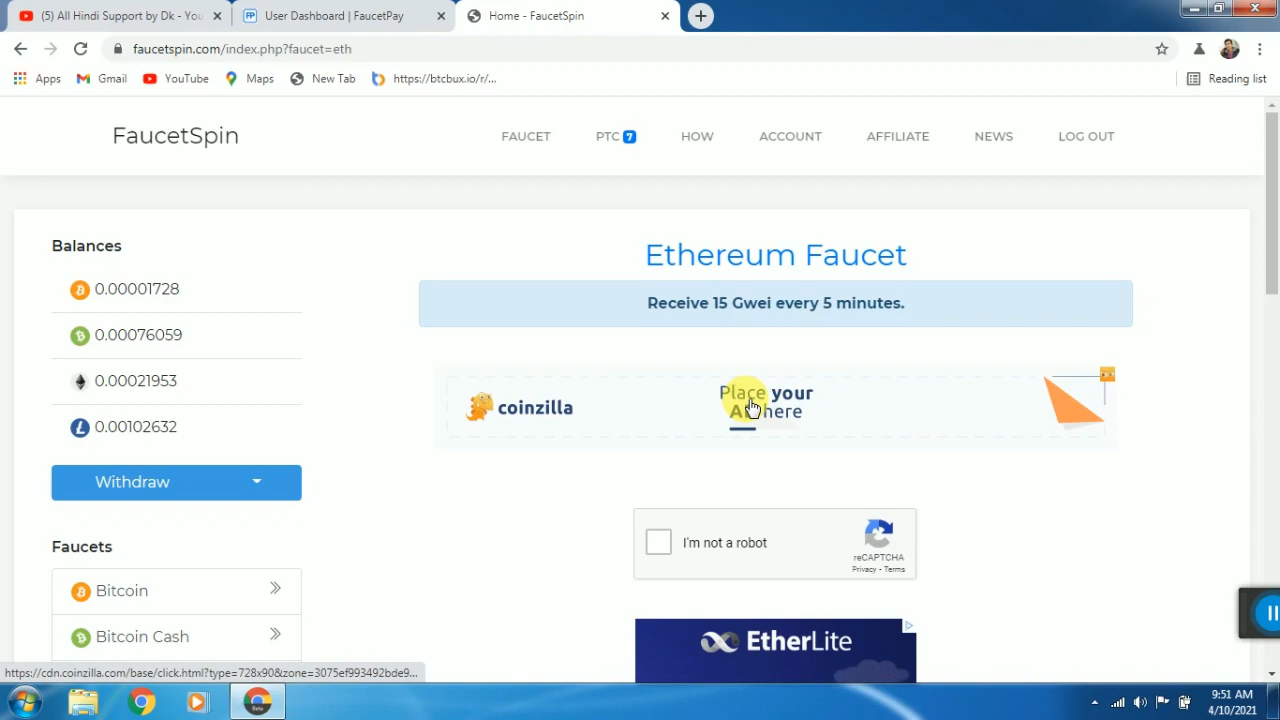 (5) All Hindi Support by Dk - You
User Dashboard | FaucetPay
Home - FaucetSpin
faucetspin.com/index.php?faucet=eth
Apps
Gmail
YouTube
Maps
New Tab
https://btcbux.io/r/...
Reading list
FaucetSpin
FAUCET
PTC 7
HOW
ACCOUNT
AFFILIATE
NEWS
LOG OUT
Balances
0.00001728
0.00076059
0.00021953
0.00102632
Withdraw
Faucets
Bitcoin
Bitcoin Cash
Ethereum Faucet
Receive 15 Gwei every 5 minutes.
coinzilla
Place your
Ad here
I'm not a robot
reCAPTCHA
Privacy - Terms
EtherLite
https://cdn.coinzilla.com/base/click.html?type=728x90&zone=3075ef993492bde9...
Beta
9:51 AM
4/10/2021